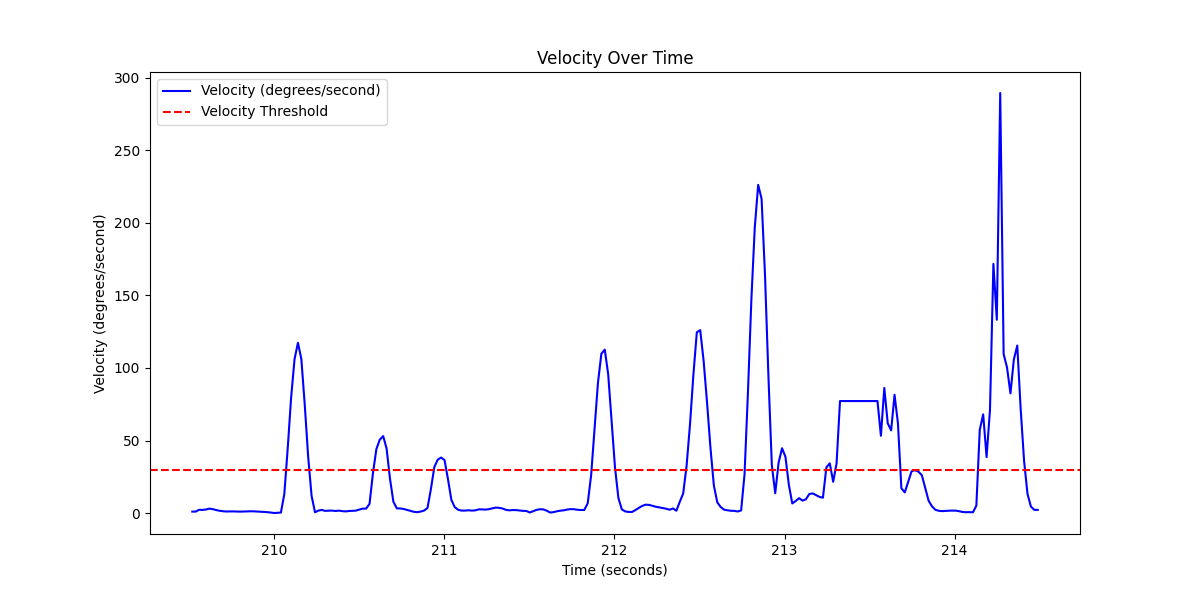 Velocity Over Time
Velocity (degrees/second)
Velocity Threshold
300
250
200
150
100
50
0
Velocity (degrees/second)
210
211
212
213
214
Time (seconds)